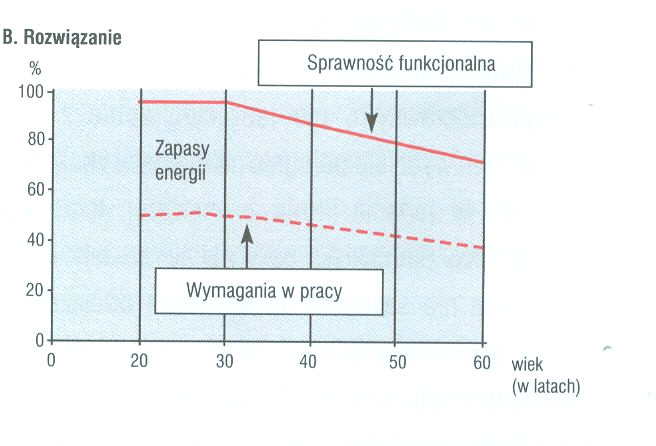 B. Rozwiązanie
%
Sprawność funkcjonalna
100
80
60
40
20
0
Zapasy
energii
Wymagania w pracy
0
20
30
40
50
60
wiek
(w latach)